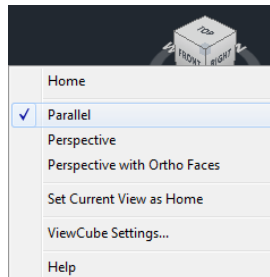 TOP
FRONT RIGHT
Home
Parallel
Perspective
Perspective with Ortho Faces
Set Current View as Home
ViewCube Settings...
Help